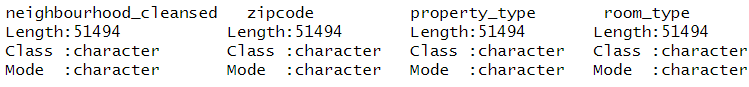 neighbourhood_cleansed zipcode property_type room_type
Length:51494 Length:51494 Length:51494 Length:51494
Class :character Class :character Class :character Class :character
Mode :character Mode :character Mode :character Mode :character